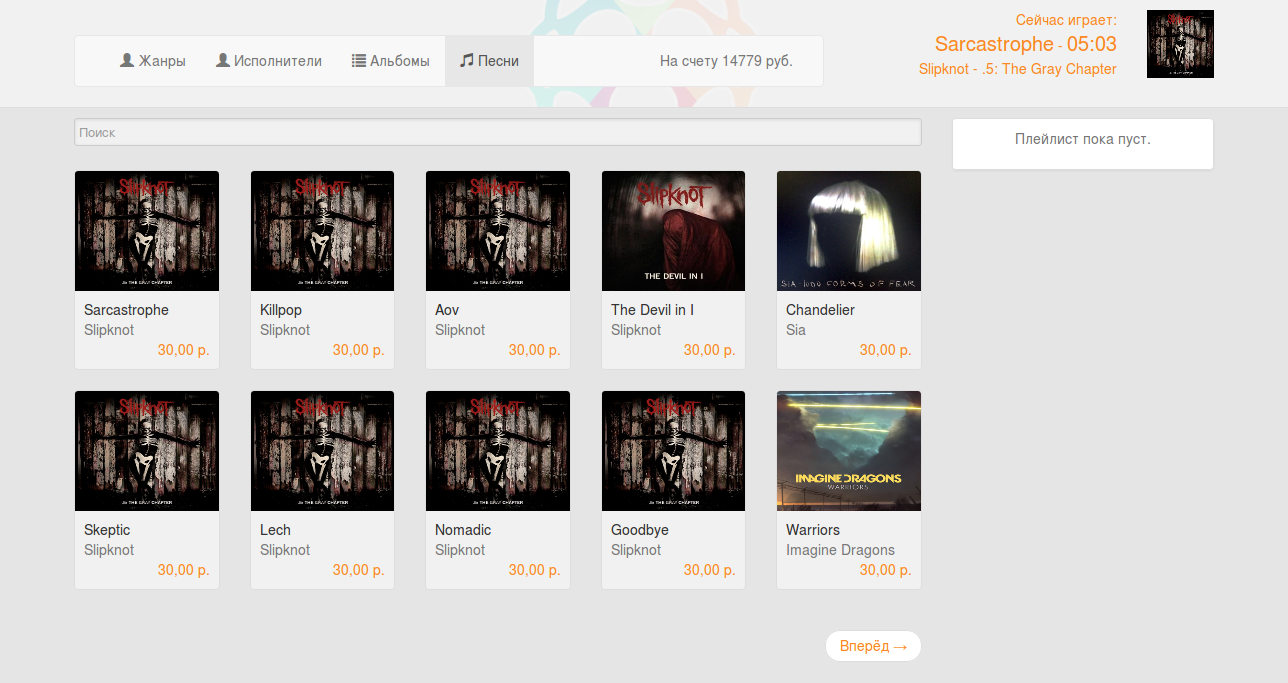 Жанры Исполнители Альбомы Песни На счету 14779 руб.
Сейчас играет:
Sarcastrophe - 05:03
Slipknot - .5: The Gray Chapter
Поиск
Плейлист пока пуст.
SLIPKNOT SLIPKNOT SLIPKNOT SLIPKNOT
.5: THE GRAY CHAPTER .5: THE GRAY CHAPTER .5: THE GRAY CHAPTER THE DEVIL IN I SIA - 1000 FORMS OF FEAR
Sarcastrophe Killpop Aov The Devil in I Chandelier
Slipknot Slipknot Slipknot Slipknot Sia
30,00 р. 30,00 р. 30,00 р. 30,00 р. 30,00 р.
SLIPKNOT SLIPKNOT SLIPKNOT SLIPKNOT IMAGINE DRAGONS
WARRIORS
.5: THE GRAY CHAPTER .5: THE GRAY CHAPTER .5: THE GRAY CHAPTER .5: THE GRAY CHAPTER
Skeptic Lech Nomadic Goodbye Warriors
Slipknot Slipknot Slipknot Slipknot Imagine Dragons
30,00 р. 30,00 р. 30,00 р. 30,00 р. 30,00 р.
Вперёд →